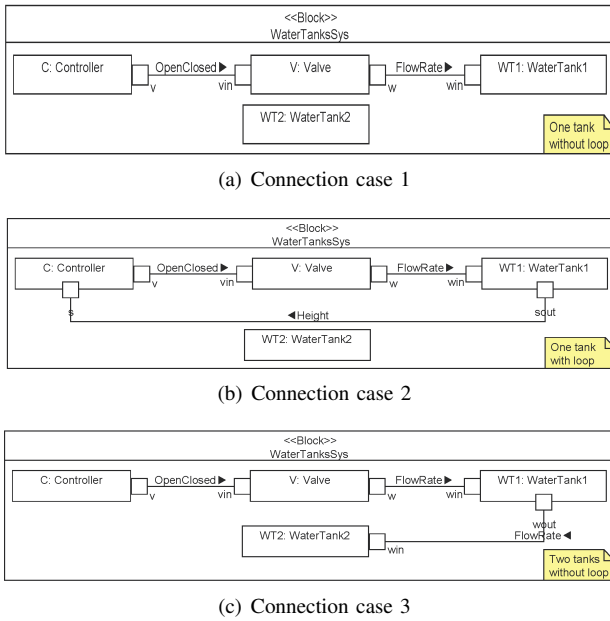 <<Block>>
WaterTanksSys
C: Controller OpenClosed▶ V: Valve FlowRate▶ WT1: WaterTank1
v vin w win
WT2: WaterTank2
One tank
without loop
(a) Connection case 1
<<Block>>
WaterTanksSys
C: Controller OpenClosed▶ V: Valve FlowRate▶ WT1: WaterTank1
v vin w win
s ◀Height sout
WT2: WaterTank2
One tank
with loop
(b) Connection case 2
<<Block>>
WaterTanksSys
C: Controller OpenClosed▶ V: Valve FlowRate▶ WT1: WaterTank1
v vin w win
wout
WT2: WaterTank2 FlowRate◀
win
Two tanks
without loop
(c) Connection case 3